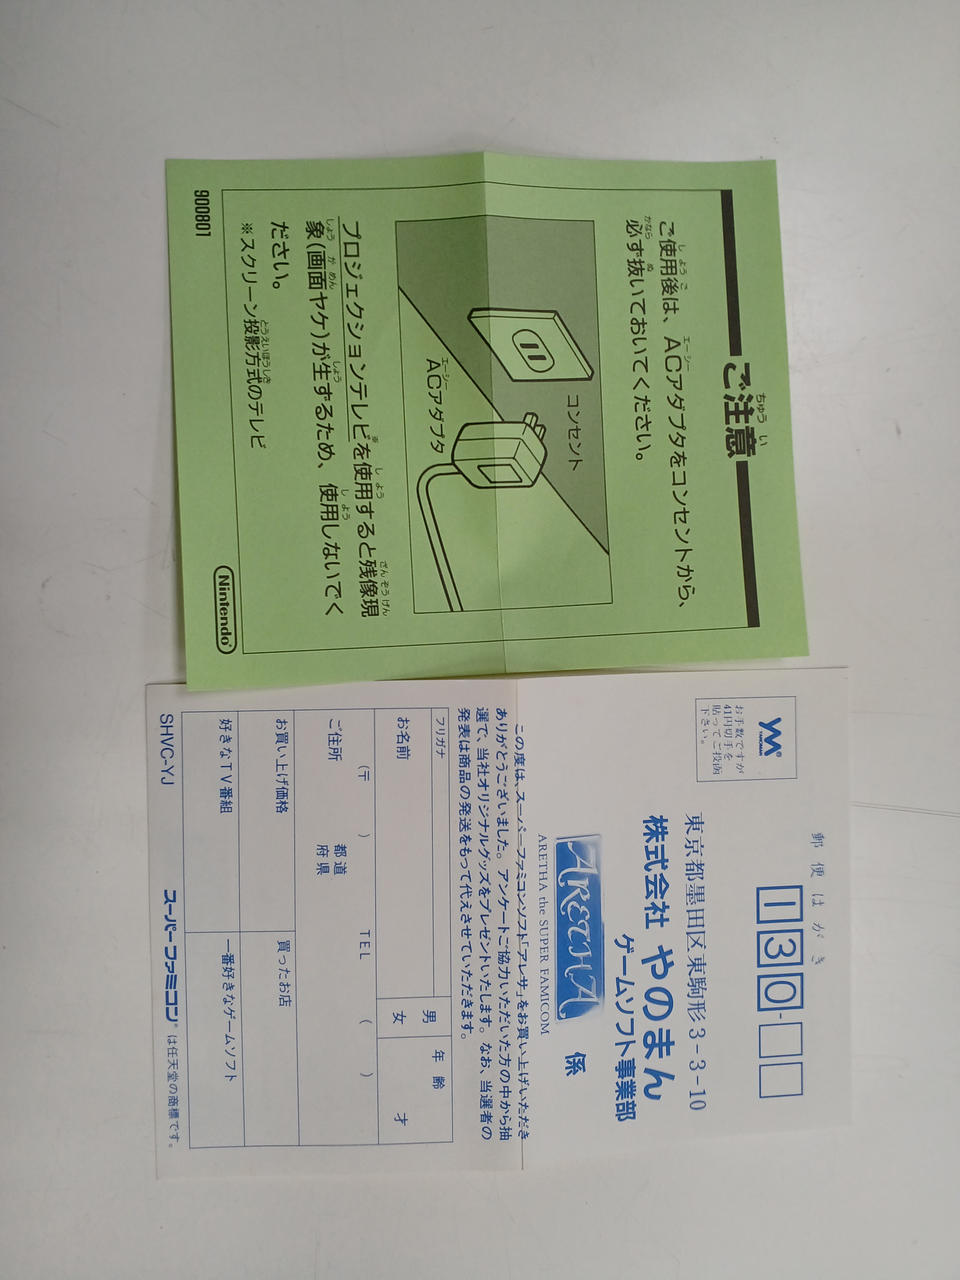 ご注意
ご使用後は、ACアダプタをコンセントから、
必ず抜いておいてください。
コンセント
ACアダプタ
プロジェクションテレビ※を使用すると残像現
象(画面ヤケ)が生ずるため、使用しないでく
ださい。
※スクリーン投影方式のテレビ
900801
Nintendo
郵便はがき
130-
YM
YANOMAN
お手数ですが
41円切手を
貼ってご投函
下さい。
東京都墨田区東駒形3-3-10
株式会社 やのまん
ゲームソフト事業部
ARETHA 係
ARETHA the SUPER FAMICOM
この度は、スーパーファミコンソフト「アレサ」をお買い上げいただき
ありがとうございました。アンケートご協力いただいた方の中から抽
選で、当社オリジナルグッズをプレゼントいたします。なお、当選者の
発表は商品の発送をもって代えさせていただきます。
フリガナ
お名前
男
女
年齢
才
ご住所
(〒 )
都道
府県
TEL ( )
お買い上げ価格
買ったお店
好きなTV番組
一番好きなゲームソフト
SHVC-YJ
スーパーファミコン®は任天堂の商標です。